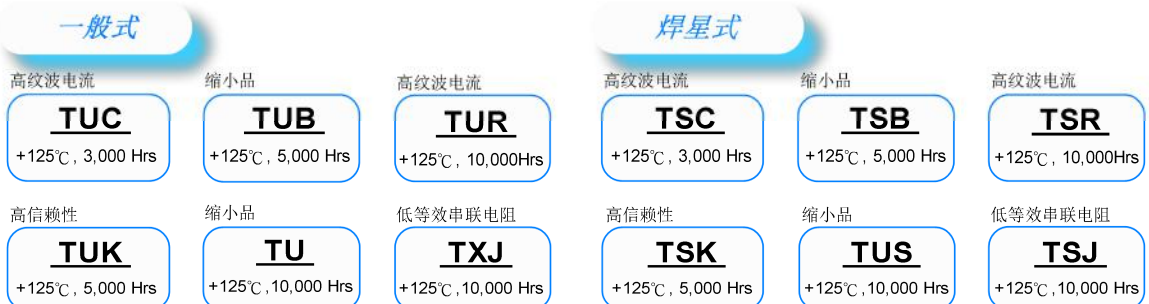 一般式
焊星式
高纹波电流
缩小品
高纹波电流
高纹波电流
缩小品
高纹波电流
TUC
TUB
TUR
TSC
TSB
TSR
+125℃, 3,000 Hrs
+125℃, 5,000 Hrs
+125℃, 10,000Hrs
+125℃, 3,000 Hrs
+125℃, 5,000 Hrs
+125℃, 10,000Hrs
高信赖性
缩小品
低等效串联电阻
高信赖性
缩小品
低等效串联电阻
TUK
TU
TXJ
TSK
TUS
TSJ
+125℃, 5,000 Hrs
+125℃,10,000 Hrs
+125℃,10,000 Hrs
+125℃, 5,000 Hrs
+125℃,10,000 Hrs
+125℃,10,000 Hrs